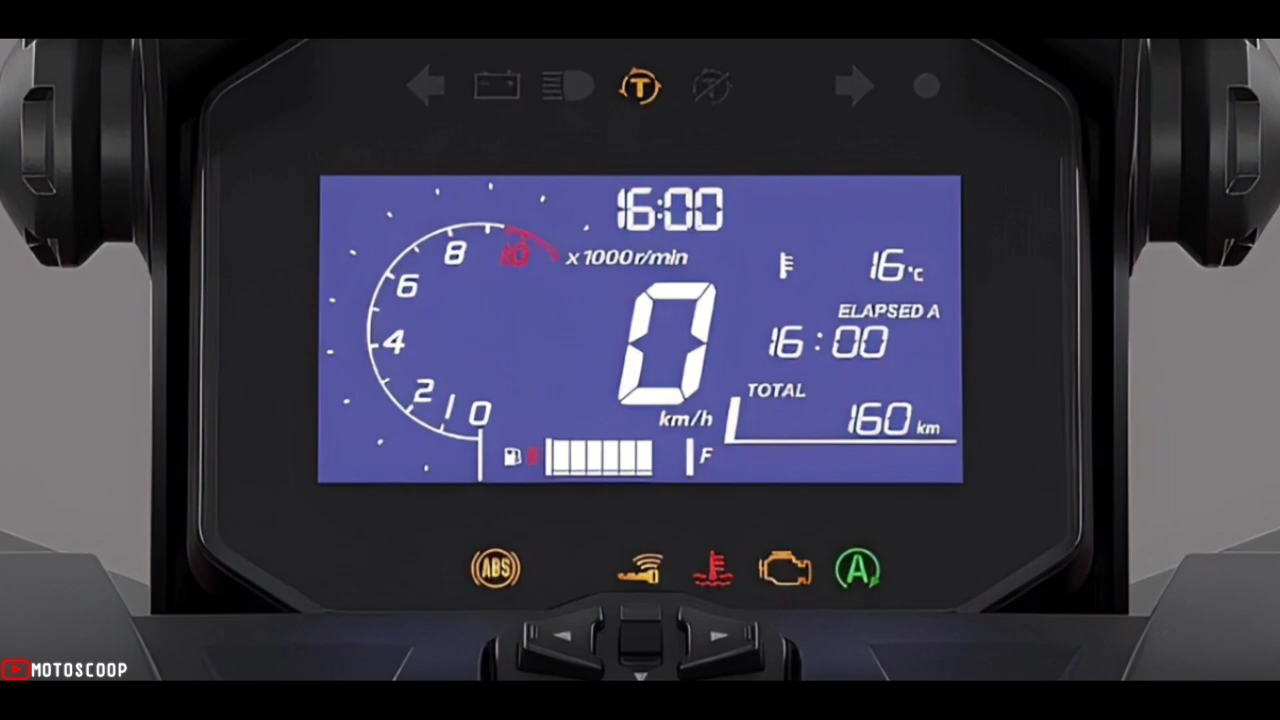 T
16:00
8
10
x 1000 r/min
6
16°C
ELAPSED A
4
16:00
0
2
1
0
TOTAL
km/h
160 km
F
ABS
A
MOTOSCOOP